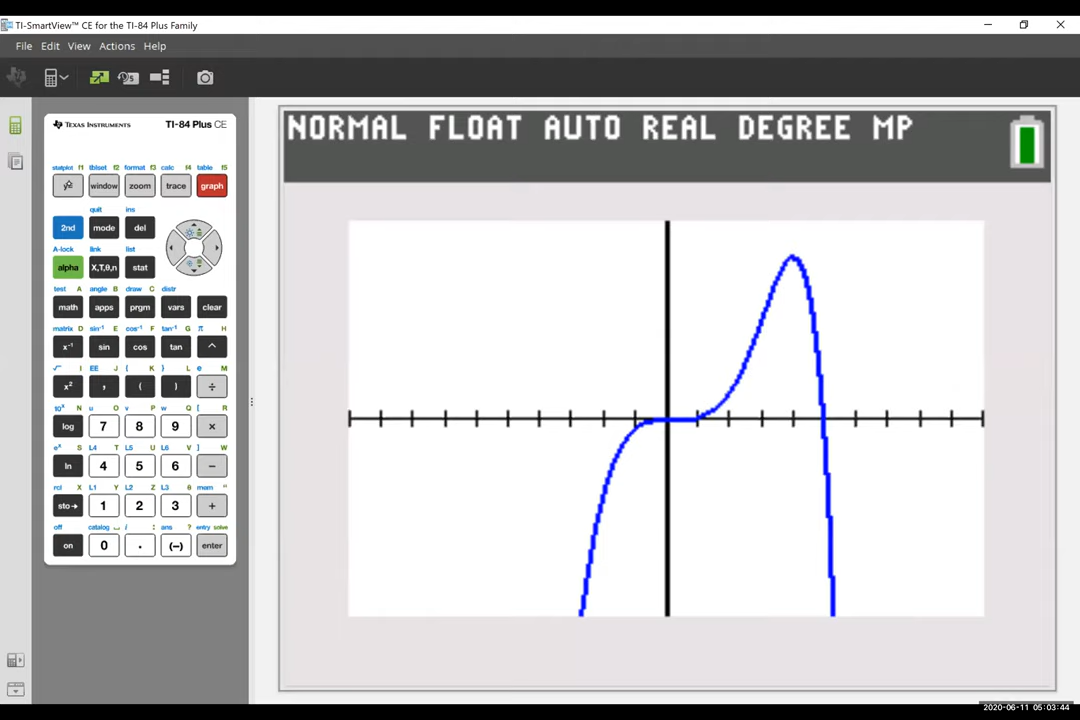 TI-SmartView™ CE for the TI-84 Plus Family
File Edit View Actions Help
NORMAL FLOAT AUTO REAL DEGREE MP
TEXAS INSTRUMENTS TI-84 Plus CE
statplot f1 tblset f2 format f3 calc f4 table f5
y= window zoom trace graph
quit ins
2nd mode del
A-lock link list
alpha X,T,θ,n stat
test A angle B draw C distr
math apps prgm vars clear
matrix D sin⁻¹ E cos⁻¹ F tan⁻¹ G π H
x⁻¹ sin cos tan ^
√ I EE J { K } L e M
x² , ( ) ÷
10ˣ N u O v P w Q [ R
log 7 8 9 ×
eˣ S L4 T L5 U L6 V ] W
ln 4 5 6 −
rcl X L1 Y L2 Z L3 θ mem "
sto→ 1 2 3 +
off catalog i : ans ? entry solve
on 0 . (−) enter
2020-06-11 05:03:44